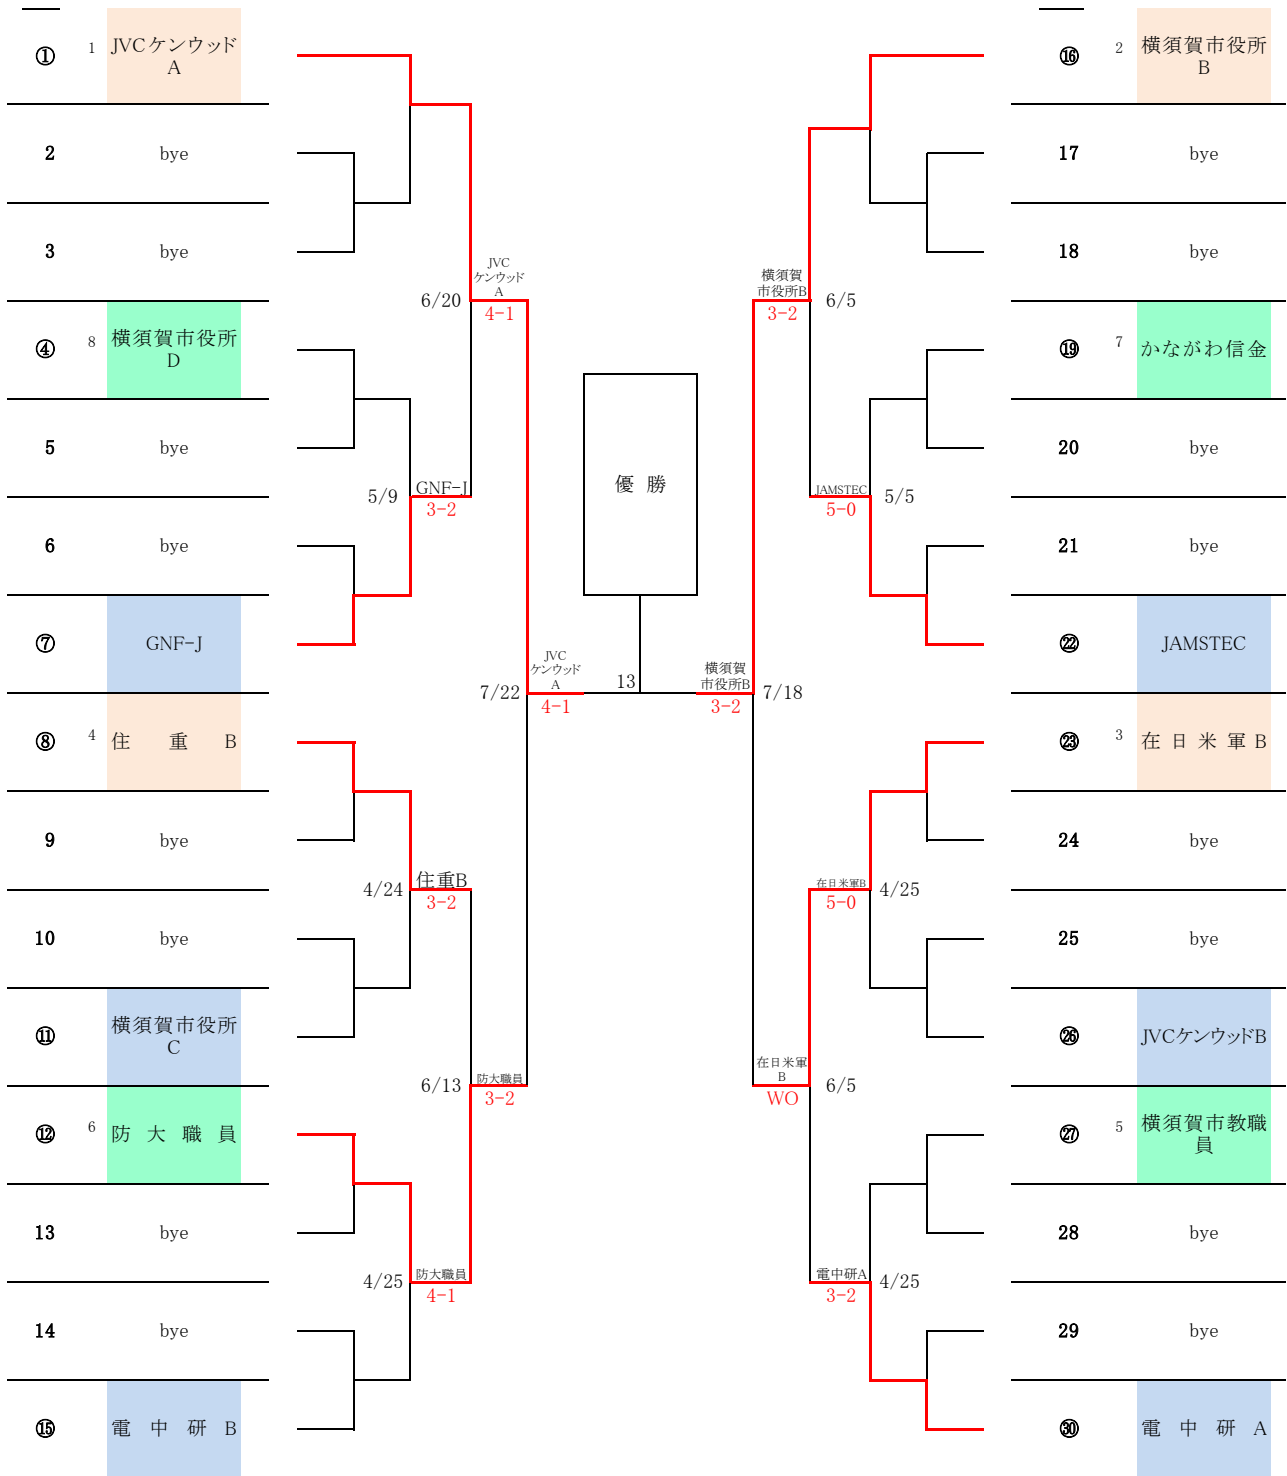 ① 1 JVCケンウッド
A
2 bye
3 bye
④ 8 横須賀市役所
D
5 bye
6 bye
⑦ GNF-J
⑧ 4 住 重 B
9 bye
10 bye
⑪ 横須賀市役所
C
⑫ 6 防 大 職 員
13 bye
14 bye
⑮ 電 中 研 B
6/20
JVC
ケンウッド
A
4-1
5/9
GNF-J
3-2
7/22
JVC
ケンウッド
A
4-1
4/24
住重B
3-2
6/13
防大職員
3-2
4/25
防大職員
4-1
優 勝
13
横須賀
市役所B
3-2
6/5
JAMSTEC
5-0
5/5
横須賀
市役所B
3-2
7/18
在日米軍B
5-0
4/25
在日米軍
B
WO
6/5
電中研A
3-2
4/25
⑯ 2 横須賀市役所
B
17 bye
18 bye
⑲ 7 かながわ信金
20 bye
21 bye
㉒ JAMSTEC
㉓ 3 在 日 米 軍 B
24 bye
25 bye
㉖ JVCケンウッドB
㉗ 5 横須賀市教職
員
28 bye
29 bye
㉚ 電 中 研 A